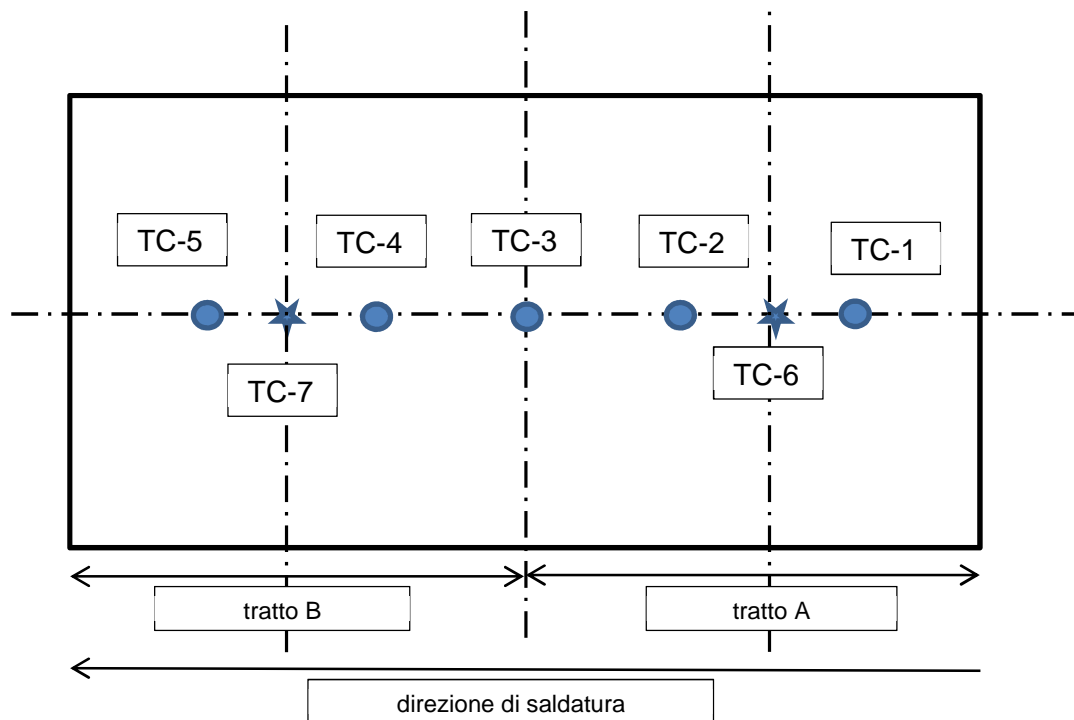 TC-5
TC-4
TC-3
TC-2
TC-1
TC-7
TC-6
tratto B
tratto A
direzione di saldatura